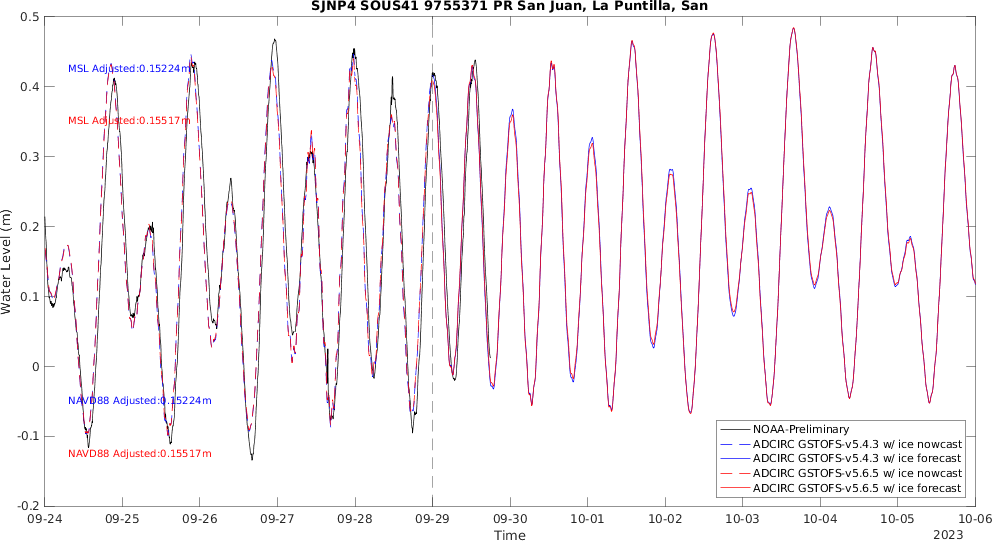 SJNP4 SOUS41 9755371 PR San Juan, La Puntilla, San
0.5
0.4
0.3
0.2
0.1
0
-0.1
-0.2
Water Level (m)
MSL Adjusted:0.15224m
MSL Adjusted:0.15517m
NAVD88 Adjusted:0.15224m
NAVD88 Adjusted:0.15517m
NOAA-Preliminary
ADCIRC GSTOFS-v5.4.3 w/ ice nowcast
ADCIRC GSTOFS-v5.4.3 w/ ice forecast
ADCIRC GSTOFS-v5.6.5 w/ ice nowcast
ADCIRC GSTOFS-v5.6.5 w/ ice forecast
09-24 09-25 09-26 09-27 09-28 09-29 09-30 10-01 10-02 10-03 10-04 10-05 10-06
Time
2023